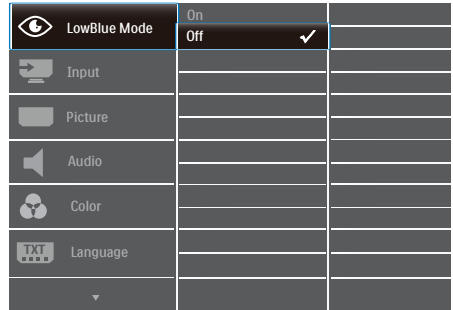 LowBlue Mode
On
Off
Input
Picture
Audio
Color
TXT
Language